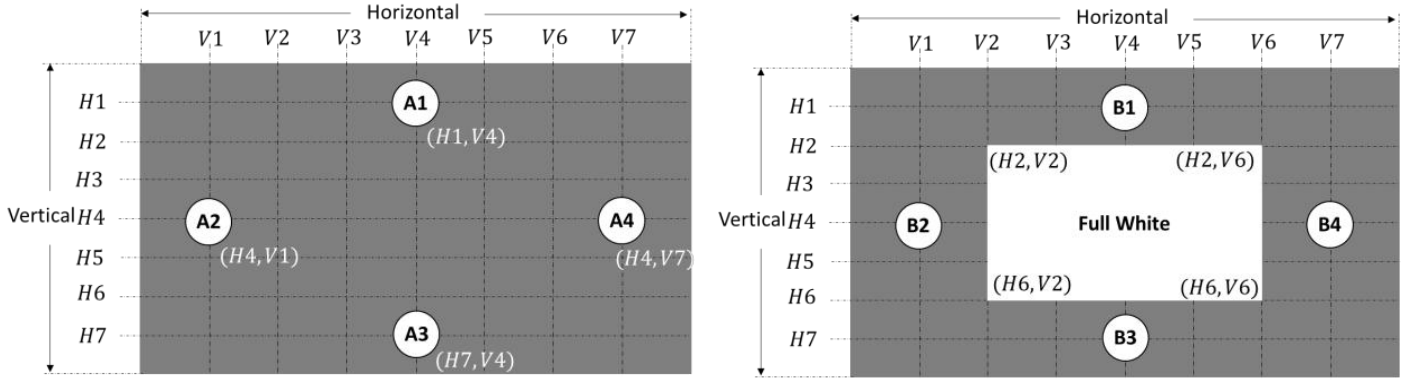 Horizontal
V1 V2 V3 V4 V5 V6 V7
H1
A1
(H1,V4)
H2
H3
Vertical
H4
A2
A4
(H4,V1)
(H4,V7)
H5
H6
H7
A3
(H7,V4)
Horizontal
V1 V2 V3 V4 V5 V6 V7
H1
B1
H2
(H2,V2)
(H2,V6)
H3
Vertical
H4
B2
Full White
B4
H5
H6
(H6,V2)
(H6,V6)
H7
B3